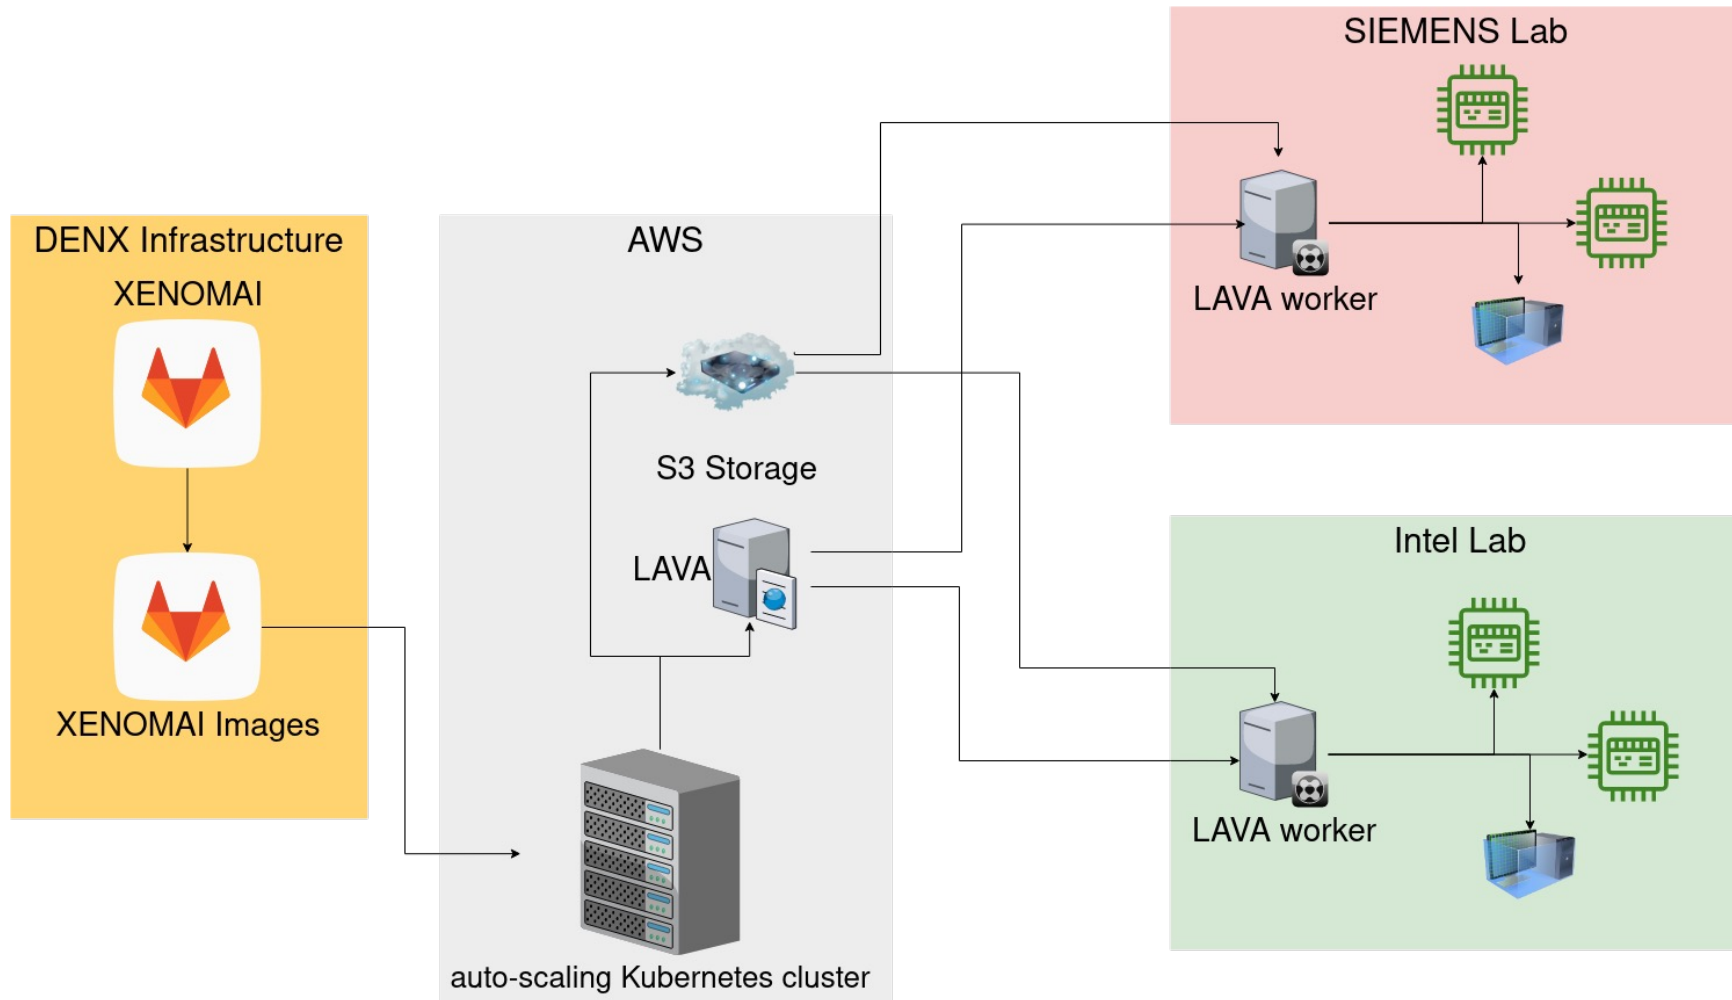 DENX Infrastructure
XENOMAI
XENOMAI Images
AWS
S3 Storage
LAVA
auto-scaling Kubernetes cluster
SIEMENS Lab
LAVA worker
Intel Lab
LAVA worker